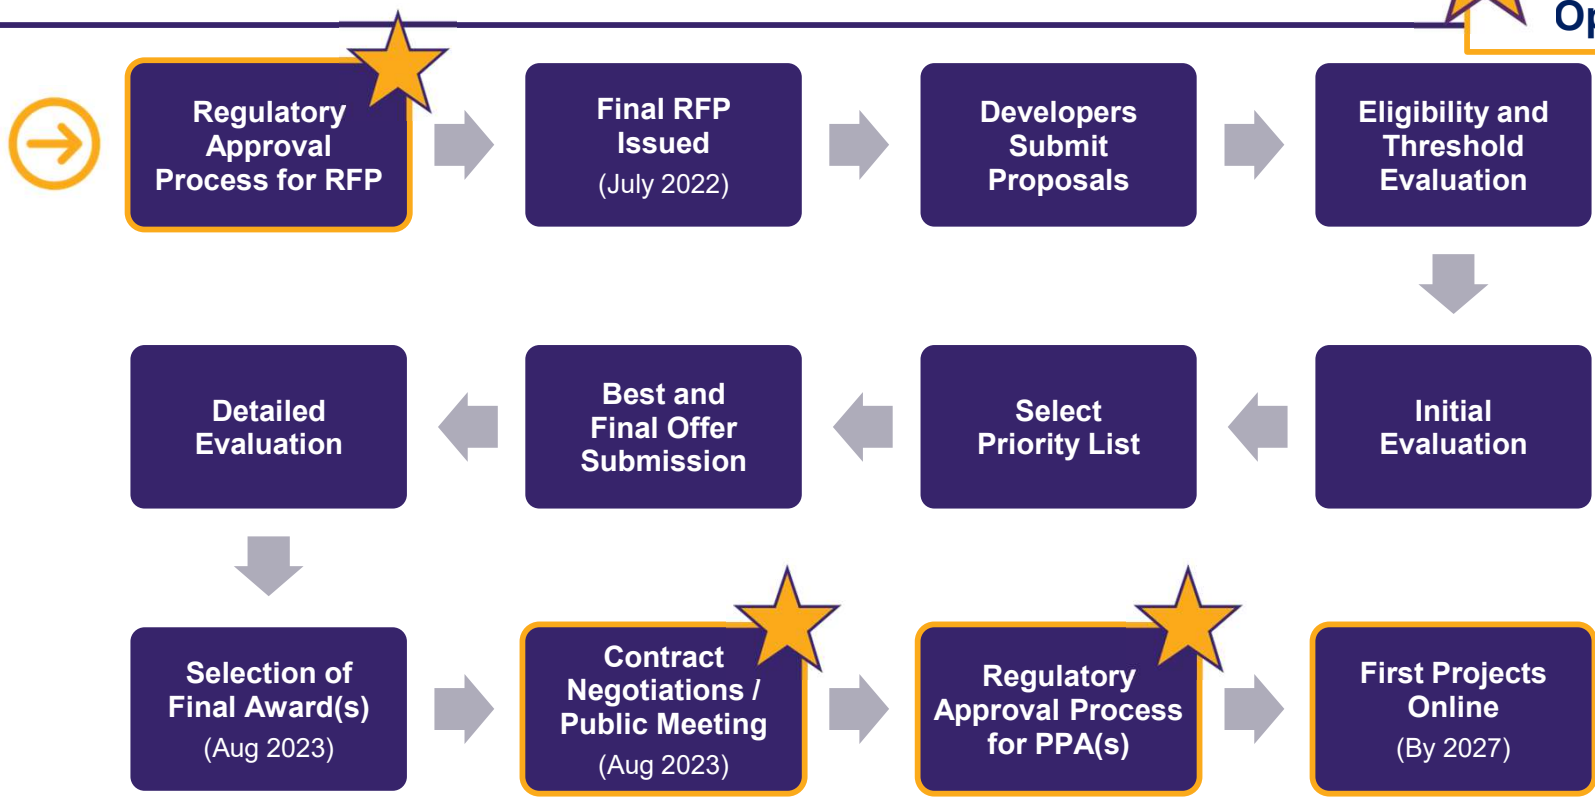 Regulatory
Approval
Process for RFP
Final RFP
Issued
(July 2022)
Developers
Submit
Proposals
Eligibility and
Threshold
Evaluation
Initial
Evaluation
Select
Priority List
Best and
Final Offer
Submission
Detailed
Evaluation
Selection of
Final Award(s)
(Aug 2023)
Contract
Negotiations /
Public Meeting
(Aug 2023)
Regulatory
Approval Process
for PPA(s)
First Projects
Online
(By 2027)